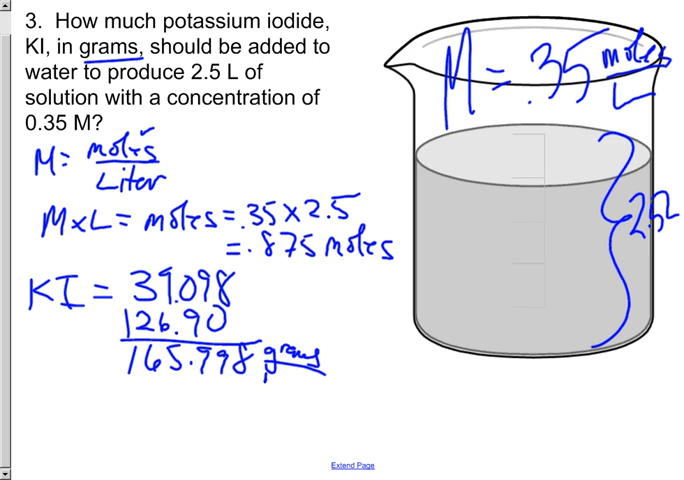 3. How much potassium iodide,
KI, in grams, should be added to
water to produce 2.5 L of
solution with a concentration of
0.35 M?
M = .35 moles
L
M = moles
Liter
M x L = moles = .35 x 2.5
= .875 moles
2.5L
KI = 39.098
126.90
165.998 grams
Extend Page